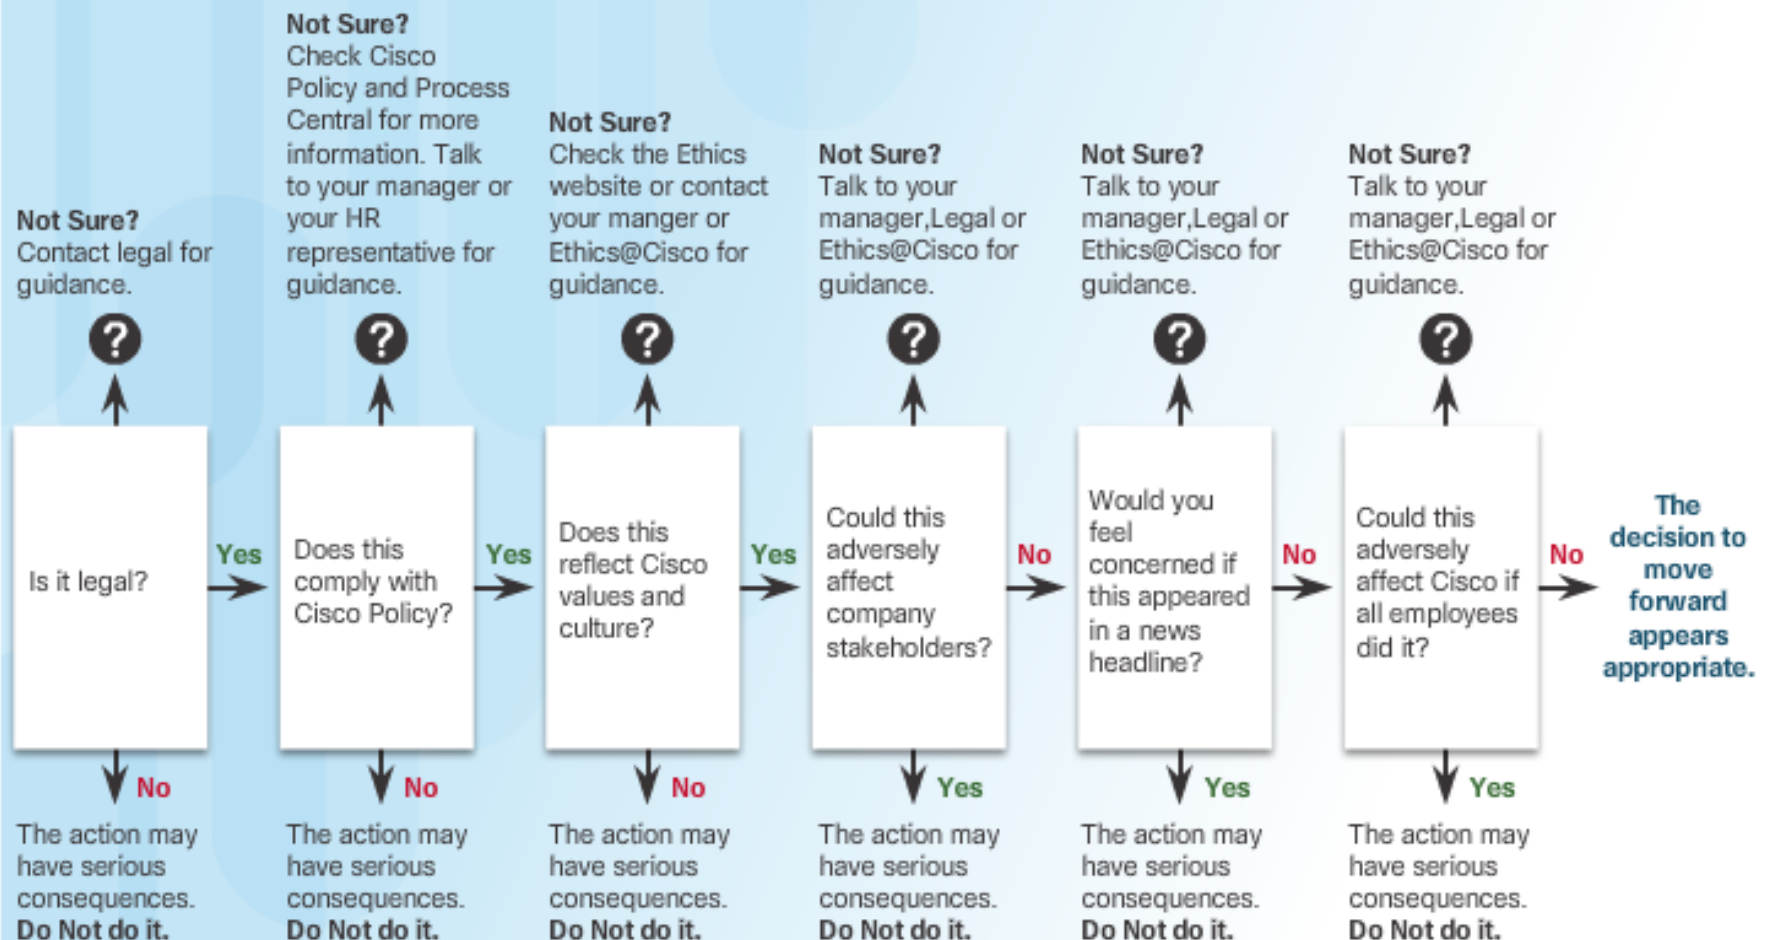 Not Sure?
Contact legal for
guidance.
Not Sure?
Check Cisco
Policy and Process
Central for more
information. Talk
to your manager or
your HR
representative for
guidance.
Not Sure?
Check the Ethics
website or contact
your manger or
Ethics@Cisco for
guidance.
Not Sure?
Talk to your
manager,Legal or
Ethics@Cisco for
guidance.
Not Sure?
Talk to your
manager,Legal or
Ethics@Cisco for
guidance.
Not Sure?
Talk to your
manager,Legal or
Ethics@Cisco for
guidance.
?
?
?
?
?
?
Is it legal?
Yes
Does this
comply with
Cisco Policy?
Yes
Does this
reflect Cisco
values and
culture?
Yes
Could this
adversely
affect
company
stakeholders?
No
Would you
feel
concerned if
this appeared
in a news
headline?
No
Could this
adversely
affect Cisco if
all employees
did it?
No
The
decision to
move
forward
appears
appropriate.
No
The action may
have serious
consequences.
Do Not do it.
No
The action may
have serious
consequences.
Do Not do it.
No
The action may
have serious
consequences.
Do Not do it.
Yes
The action may
have serious
consequences.
Do Not do it.
Yes
The action may
have serious
consequences.
Do Not do it.
Yes
The action may
have serious
consequences.
Do Not do it.